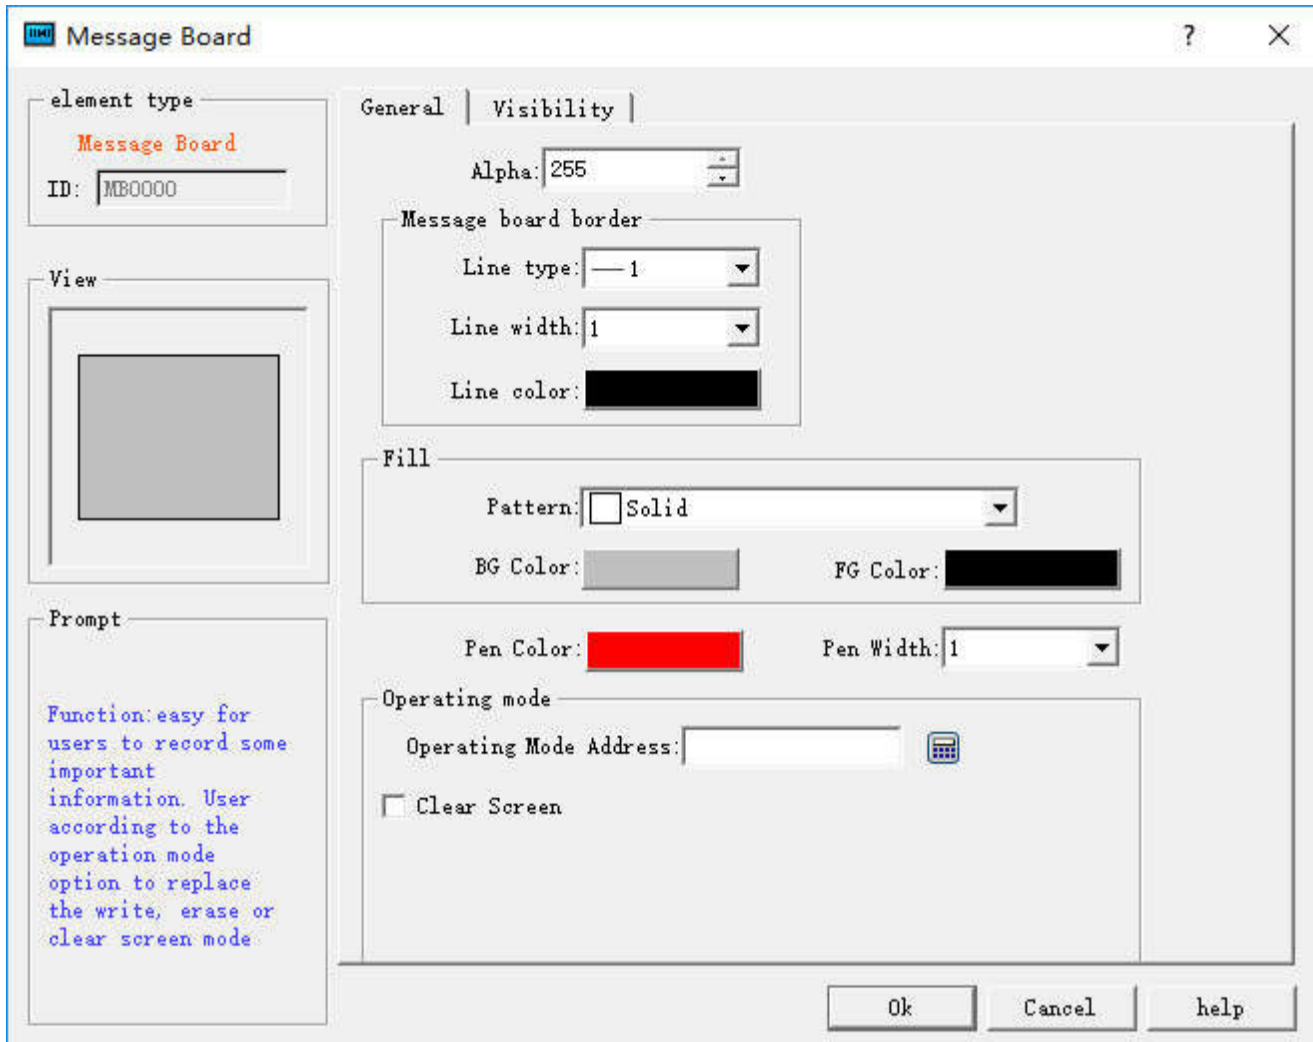 Message Board
?
element type
Message Board
ID: MB0000
View
Prompt
Function:easy for
users to record some
important
information. User
according to the
operation mode
option to replace
the write, erase or
clear screen mode
General
Visibility
Alpha: 255
Message board border
Line type: 1
Line width: 1
Line color:
Fill
Pattern: Solid
BG Color:
FG Color:
Pen Color:
Pen Width: 1
Operating mode
Operating Mode Address:
Clear Screen
Ok
Cancel
help